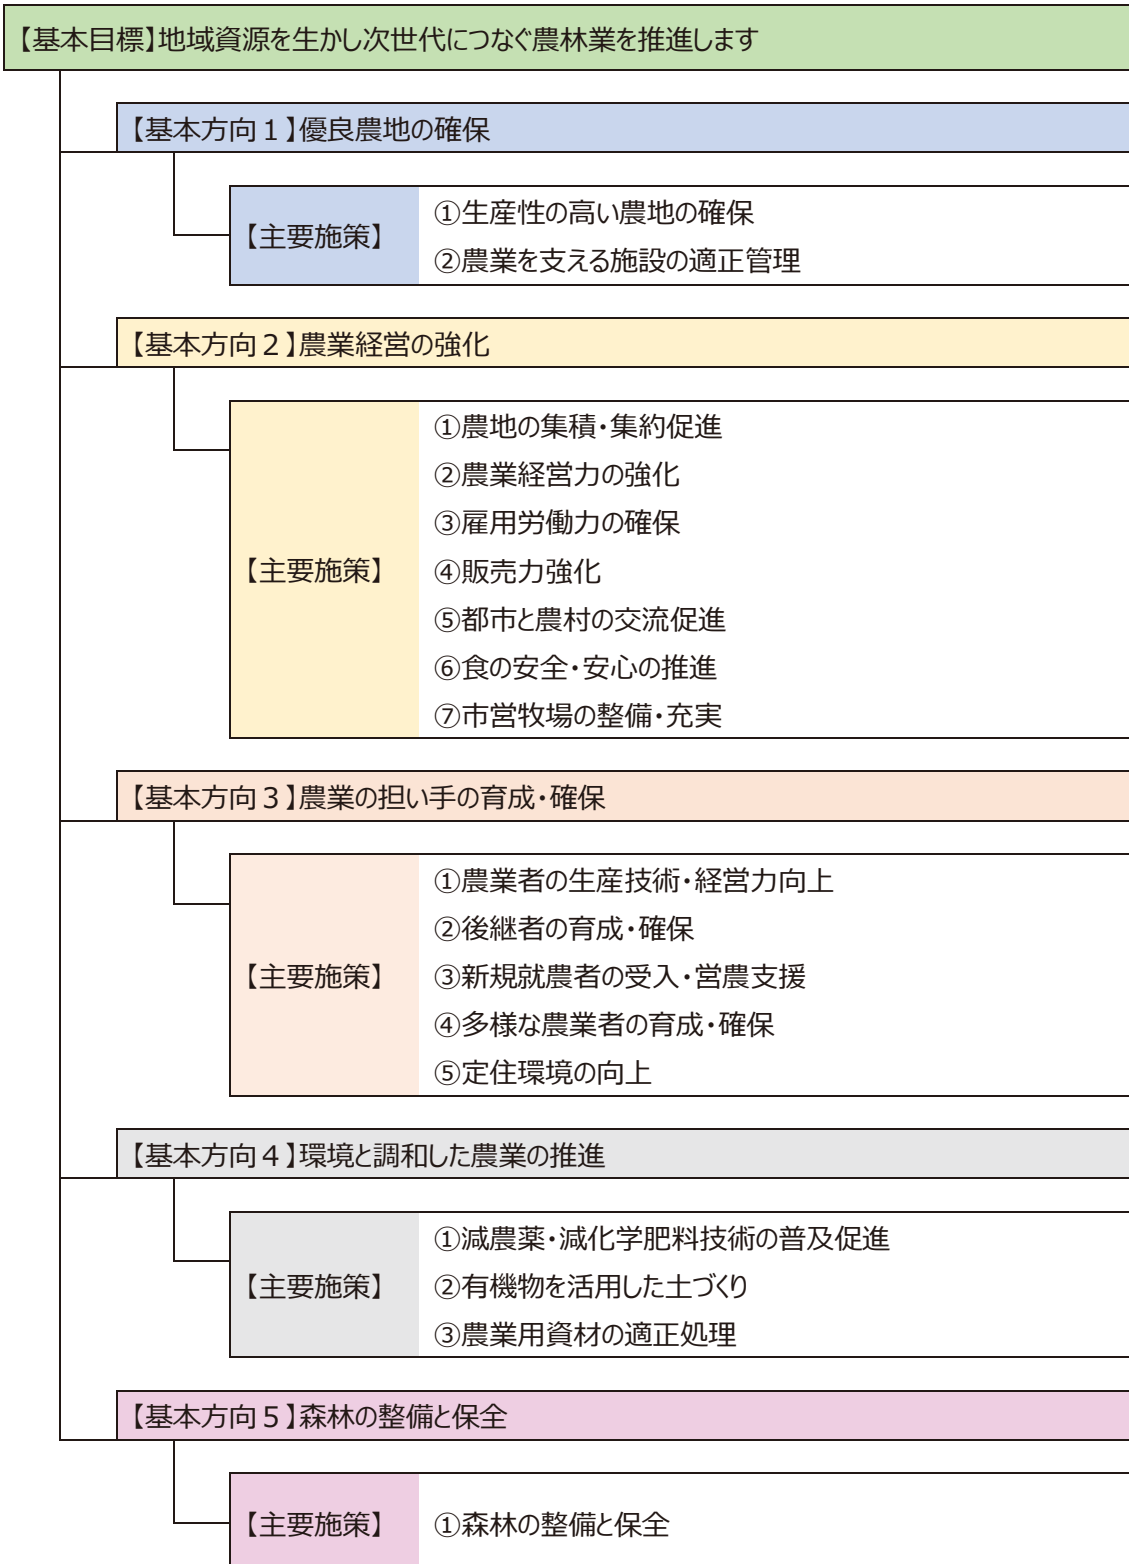 【基本目標】地域資源を生かし次世代につなぐ農林業を推進します
【基本方向１】優良農地の確保
【主要施策】
①生産性の高い農地の確保
②農業を支える施設の適正管理
【基本方向２】農業経営の強化
【主要施策】
①農地の集積・集約促進
②農業経営力の強化
③雇用労働力の確保
④販売力強化
⑤都市と農村の交流促進
⑥食の安全・安心の推進
⑦市営牧場の整備・充実
【基本方向３】農業の担い手の育成・確保
【主要施策】
①農業者の生産技術・経営力向上
②後継者の育成・確保
③新規就農者の受入・営農支援
④多様な農業者の育成・確保
⑤定住環境の向上
【基本方向４】環境と調和した農業の推進
【主要施策】
①減農薬・減化学肥料技術の普及促進
②有機物を活用した土づくり
③農業用資材の適正処理
【基本方向５】森林の整備と保全
【主要施策】
①森林の整備と保全